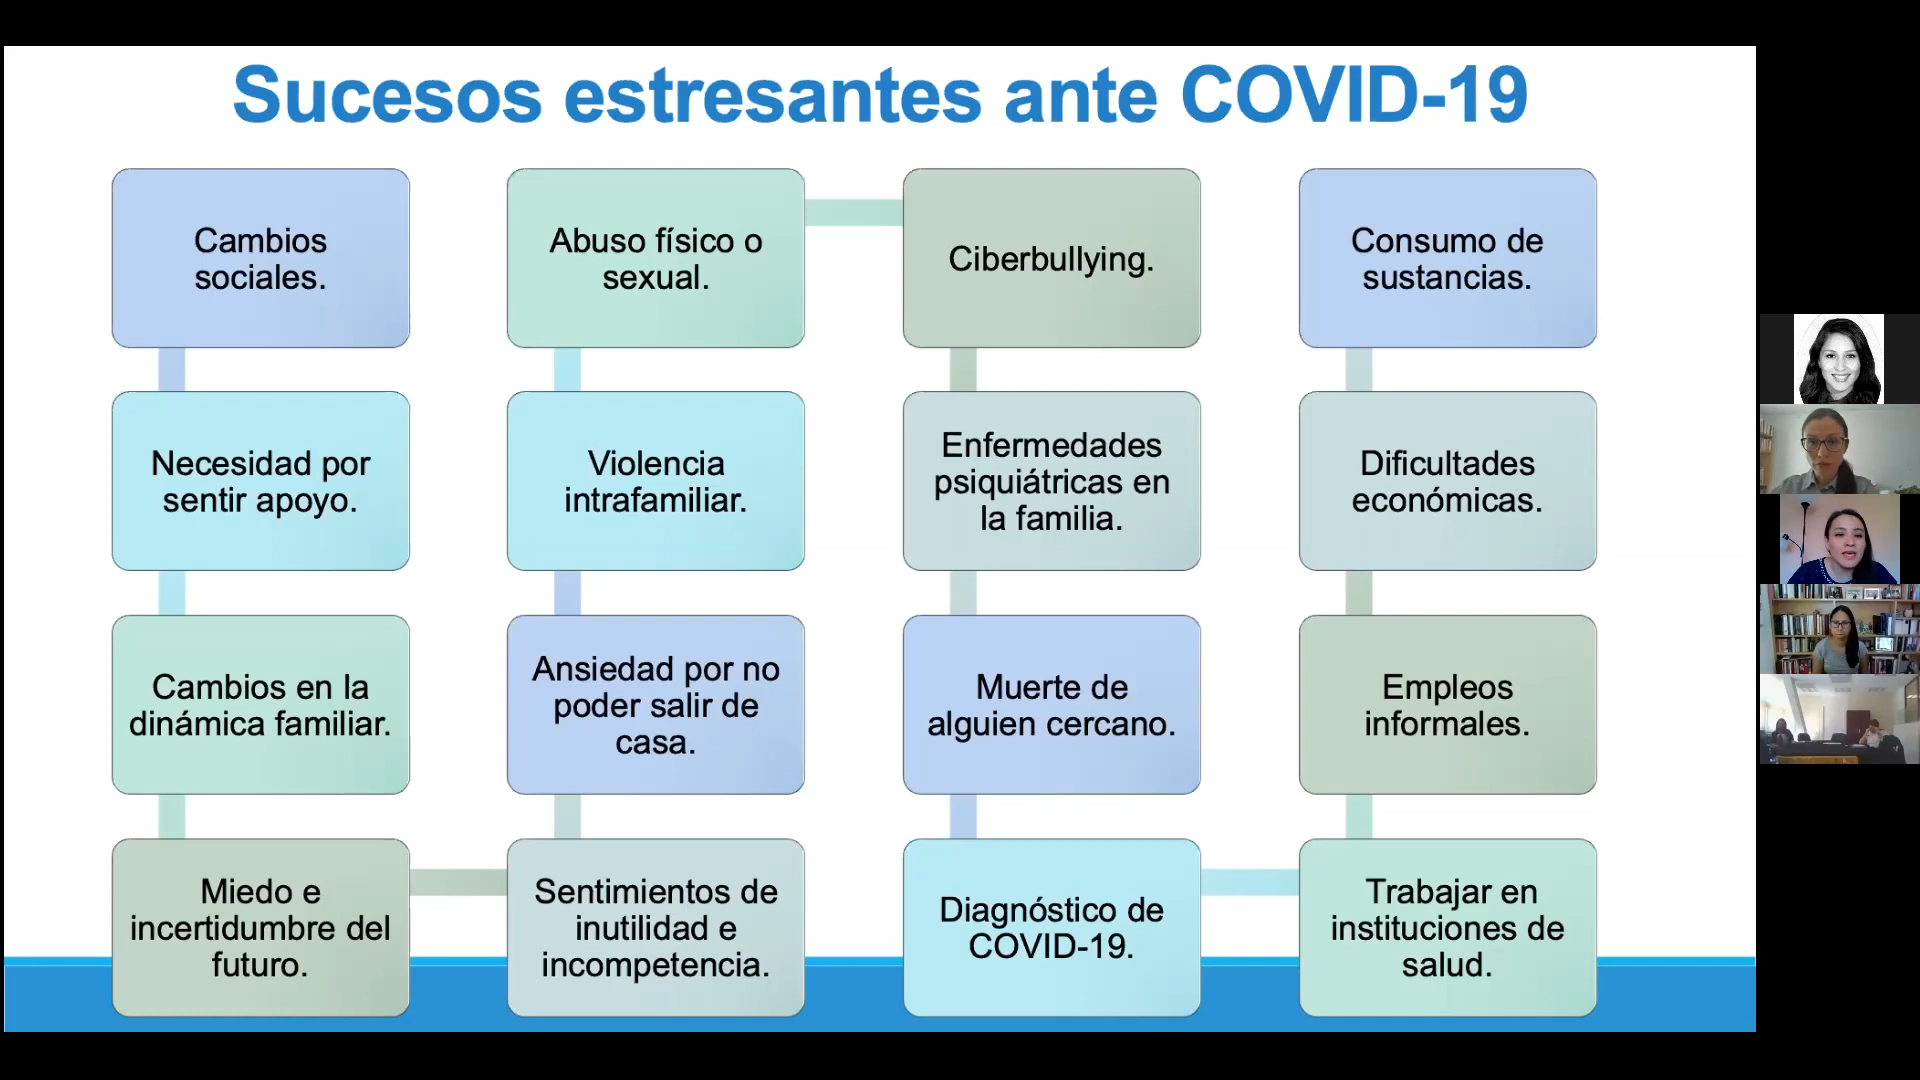 Sucesos estresantes ante COVID-19
Cambios
sociales.
Necesidad por
sentir apoyo.
Cambios en la
dinámica familiar.
Miedo e
incertidumbre del
futuro.
Sentimientos de
inutilidad e
incompetencia.
Ansiedad por no
poder salir de
casa.
Violencia
intrafamiliar.
Abuso físico o
sexual.
Ciberbullying.
Enfermedades
psiquiátricas en
la familia.
Muerte de
alguien cercano.
Diagnóstico de
COVID-19.
Trabajar en
instituciones de
salud.
Empleos
informales.
Dificultades
económicas.
Consumo de
sustancias.